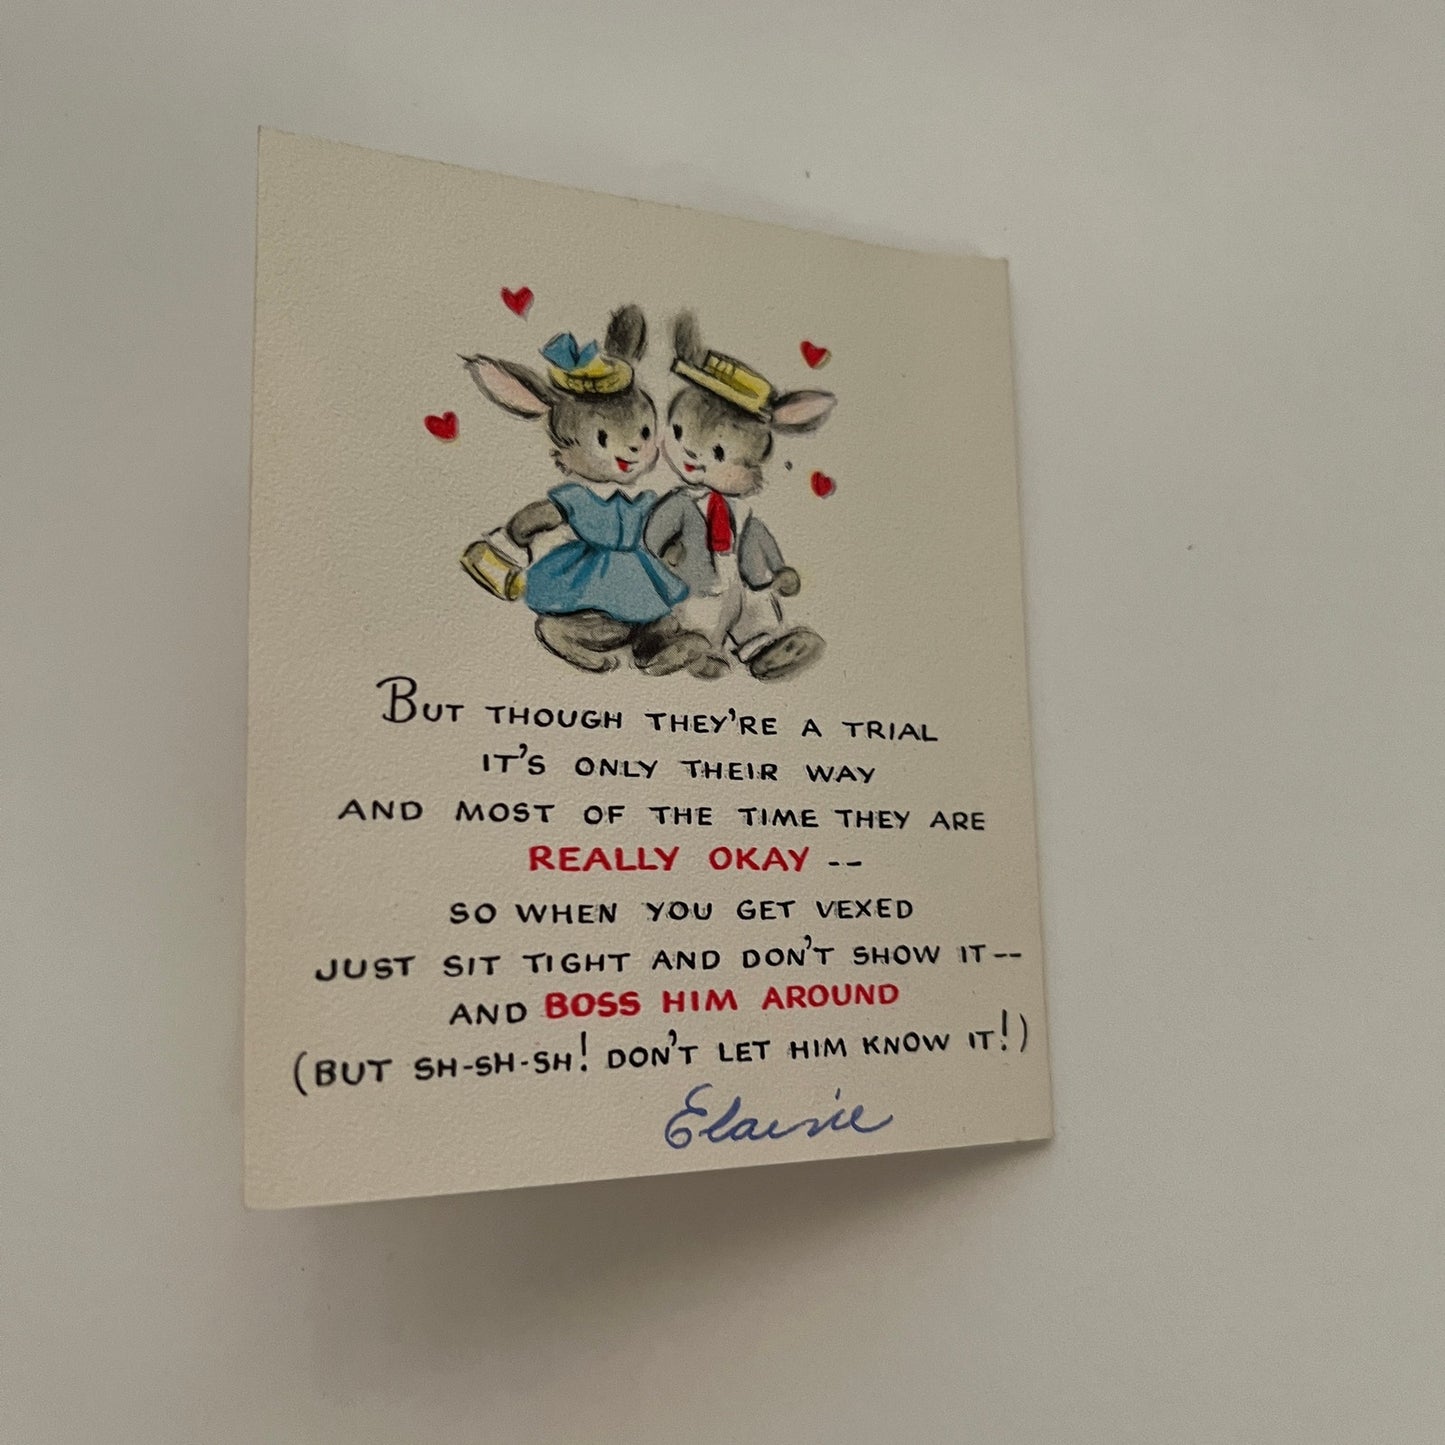 BUT THOUGH THEY'RE A TRIAL
IT'S ONLY THEIR WAY
AND MOST OF THE TIME THEY ARE
REALLY OKAY --
SO WHEN YOU GET VEXED
JUST SIT TIGHT AND DON'T SHOW IT--
AND BOSS HIM AROUND
(BUT SH-SH-SH! DON'T LET HIM KNOW IT!)
Elaine